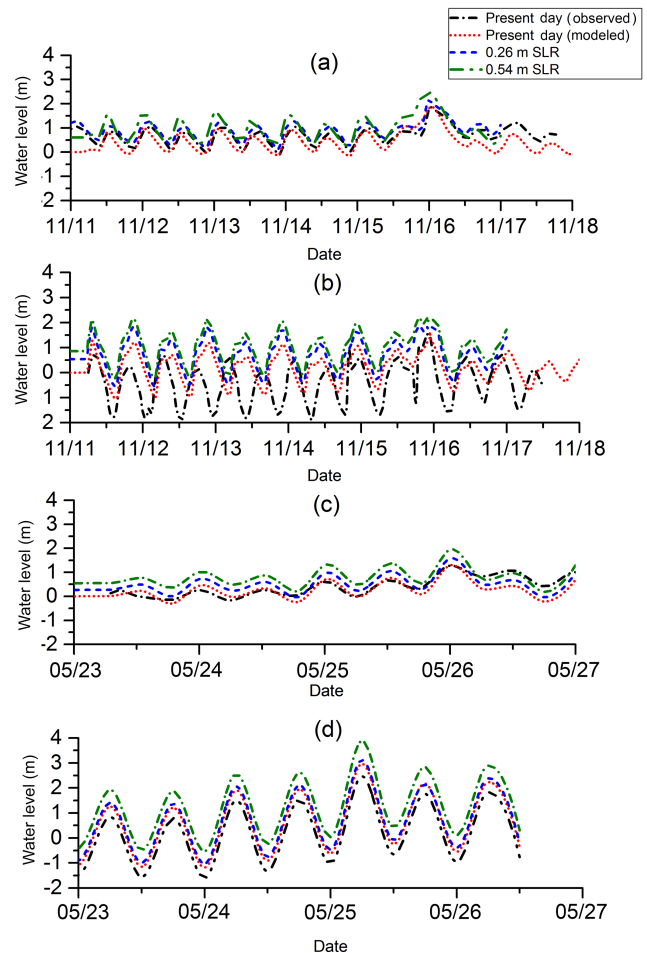 Present day (observed)
Present day (modeled)
0.26 m SLR
0.54 m SLR
(a)
Water level (m)
4
3
2
1
0
1
2
11/11 11/12 11/13 11/14 11/15 11/16 11/17 11/18
Date
(b)
Water level (m)
4
3
2
1
0
1
2
11/11 11/12 11/13 11/14 11/15 11/16 11/17 11/18
Date
(c)
Water level (m)
4
3
2
1
0
-1
-2
05/23 05/24 05/25 05/26 05/27
Date
(d)
Water level (m)
4
3
2
1
0
-1
-2
05/23 05/24 05/25 05/26 05/27
Date